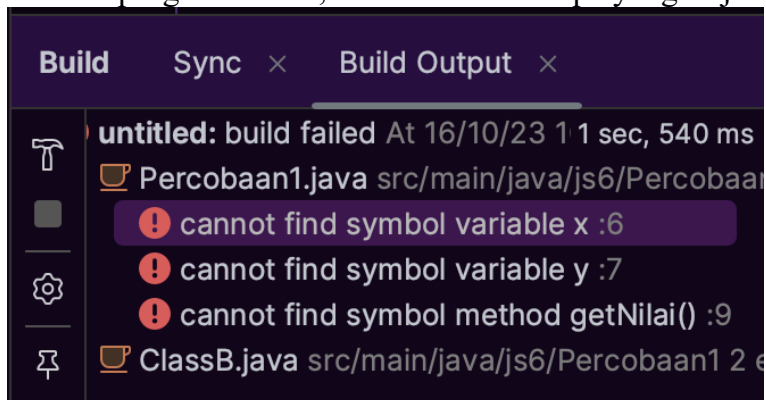 Build Sync × Build Output ×
untitled: build failed At 16/10/23 1 1 sec, 540 ms
Percobaan1.java src/main/java/js6/Percobaan
cannot find symbol variable x :6
cannot find symbol variable y :7
cannot find symbol method getNilai() :9
ClassB.java src/main/java/js6/Percobaan1 2 e